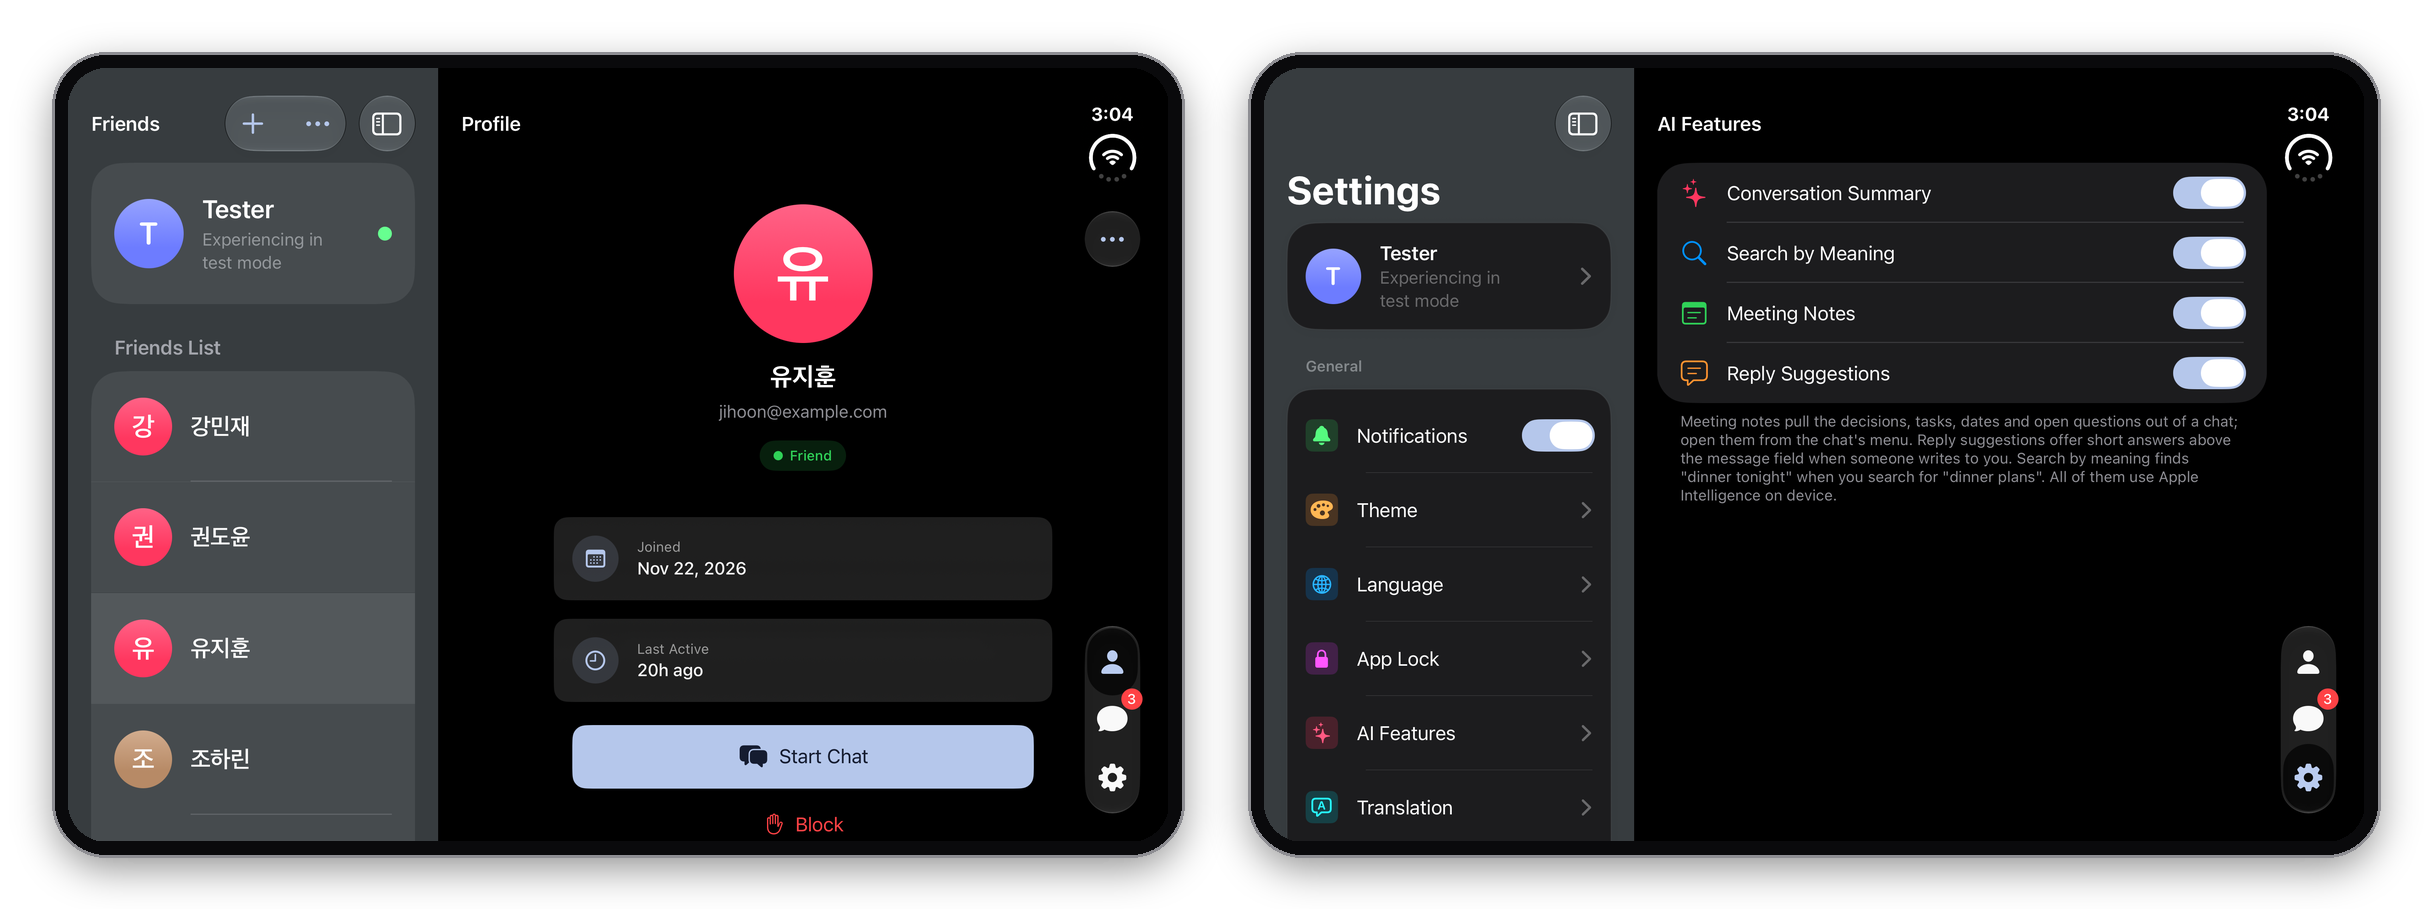 Friends
T
Tester
Experiencing in
test mode
Friends List
강
강민재
권
권도윤
유
유지훈
조
조하린
Profile
3:04
유
유지훈
jihoon@example.com
Friend
Joined
Nov 22, 2026
Last Active
20h ago
3
Start Chat
Block
Settings
T
Tester
Experiencing in
test mode
General
Notifications
Theme
Language
App Lock
AI Features
A
Translation
AI Features
3:04
Conversation Summary
Search by Meaning
Meeting Notes
Reply Suggestions
Meeting notes pull the decisions, tasks, dates and open questions out of a chat;
open them from the chat's menu. Reply suggestions offer short answers above
the message field when someone writes to you. Search by meaning finds
"dinner tonight" when you search for "dinner plans". All of them use Apple
Intelligence on device.
3